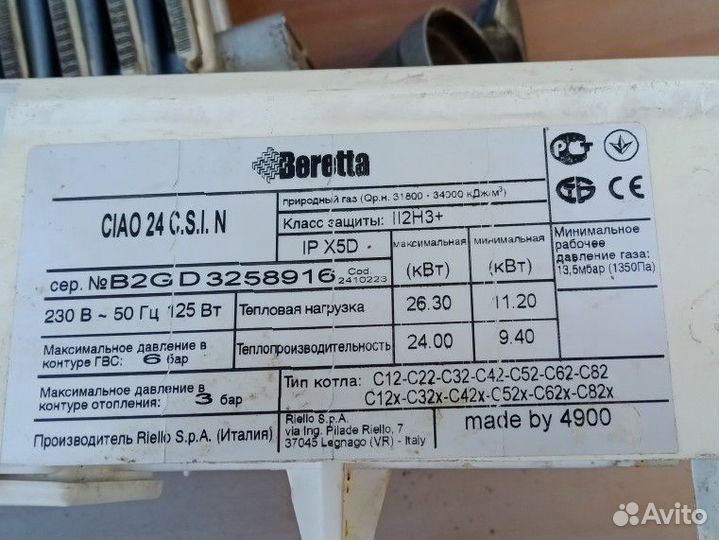 Beretta
CIAO 24 C.S.I. N
природный газ (Qр.н. 31800 - 34000 кДж/м³)
Класс защиты: II2H3+
IP X5D
максимальная (кВт)
минимальная (кВт)
Минимальное
рабочее
давление газа:
13,5мбар (1350Па)
PCT
CE
сер. №B2GD3258916 Cod. 2410223
230 В ~ 50 Гц 125 Вт
Тепловая нагрузка 26.30 11.20
Теплопроизводительность 24.00 9.40
Максимальное давление в
контуре ГВС: 6 бар
Максимальное давление в
контуре отопления: 3 бар
Тип котла: C12-C22-C32-C42-C52-C62-C82
C12x-C32x-C42x-C52x-C62x-C82x
Производитель Riello S.p.A. (Италия)
Riello S.p.A.
via Ing. Pilade Riello, 7
37045 Legnago (VR) - Italy
made by 4900
Avito